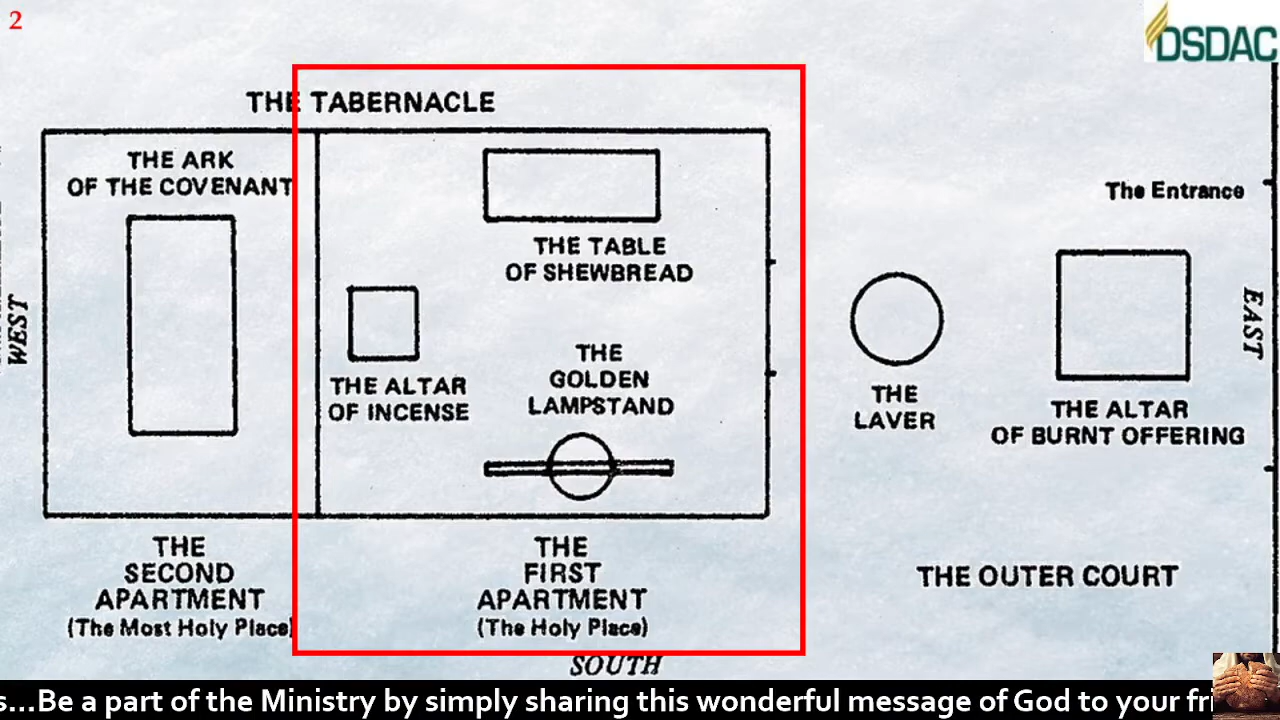 2
DSDAC
THE TABERNACLE
THE ARK
OF THE COVENANT
THE TABLE
OF SHEWBREAD
The Entrance
WEST
EAST
THE ALTAR
OF INCENSE
THE
GOLDEN
LAMPSTAND
THE
LAVER
THE ALTAR
OF BURNT OFFERING
THE
SECOND
APARTMENT
(The Most Holy Place)
THE
FIRST
APARTMENT
(The Holy Place)
THE OUTER COURT
SOUTH
s...Be a part of the Ministry by simply sharing this wonderful message of God to your fri